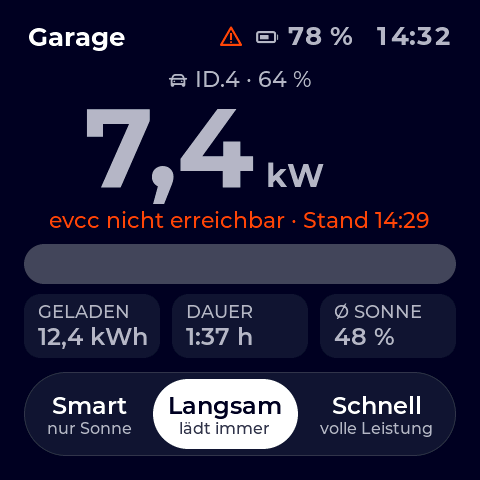 Garage 78 % 14:32
ID.4 · 64 %
7,4 kW
evcc nicht erreichbar · Stand 14:29
GELADEN DAUER Ø SONNE
12,4 kWh 1:37 h 48 %
Smart Langsam Schnell
nur Sonne lädt immer volle Leistung